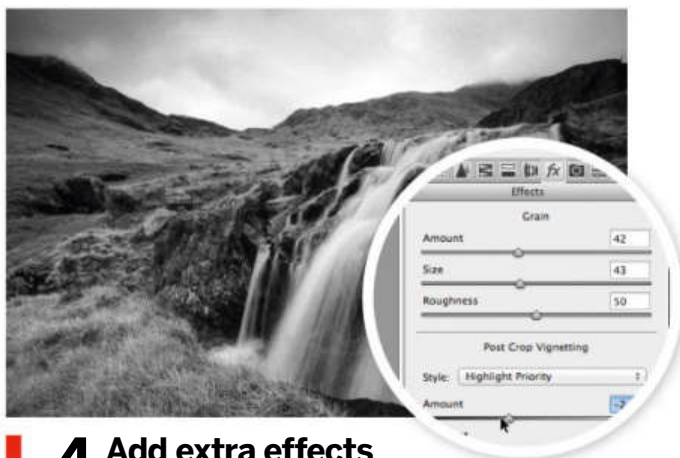 fx
Effects
Grain
Amount 42
Size 43
Roughness 50
Post Crop Vignetting
Style: Highlight Priority
Amount
4 Add extra effects